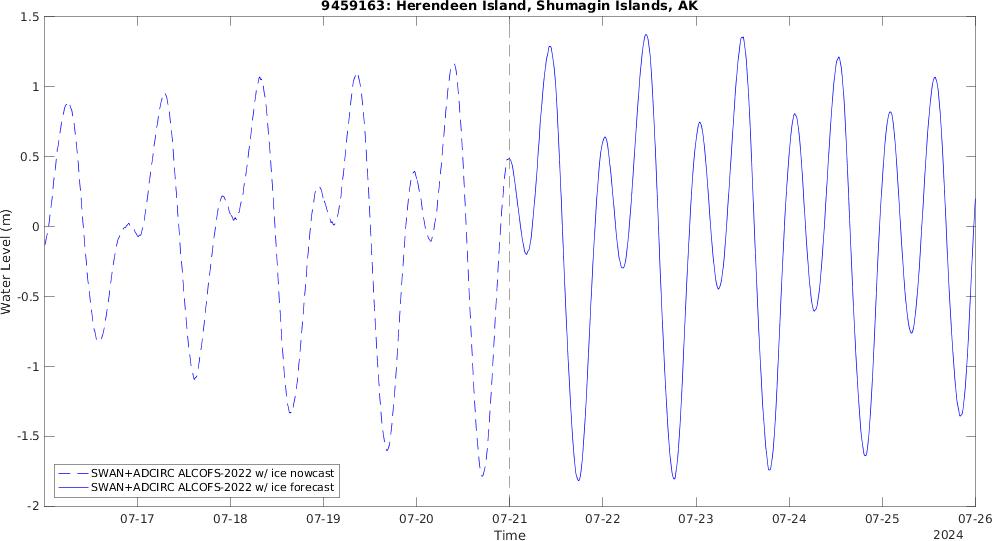 9459163: Herendeen Island, Shumagin Islands, AK
1.5
1
0.5
0
-0.5
-1
-1.5
-2
Water Level (m)
SWAN+ADCIRC ALCOFS-2022 w/ ice nowcast
SWAN+ADCIRC ALCOFS-2022 w/ ice forecast
07-17 07-18 07-19 07-20 07-21 07-22 07-23 07-24 07-25 07-26
Time
2024